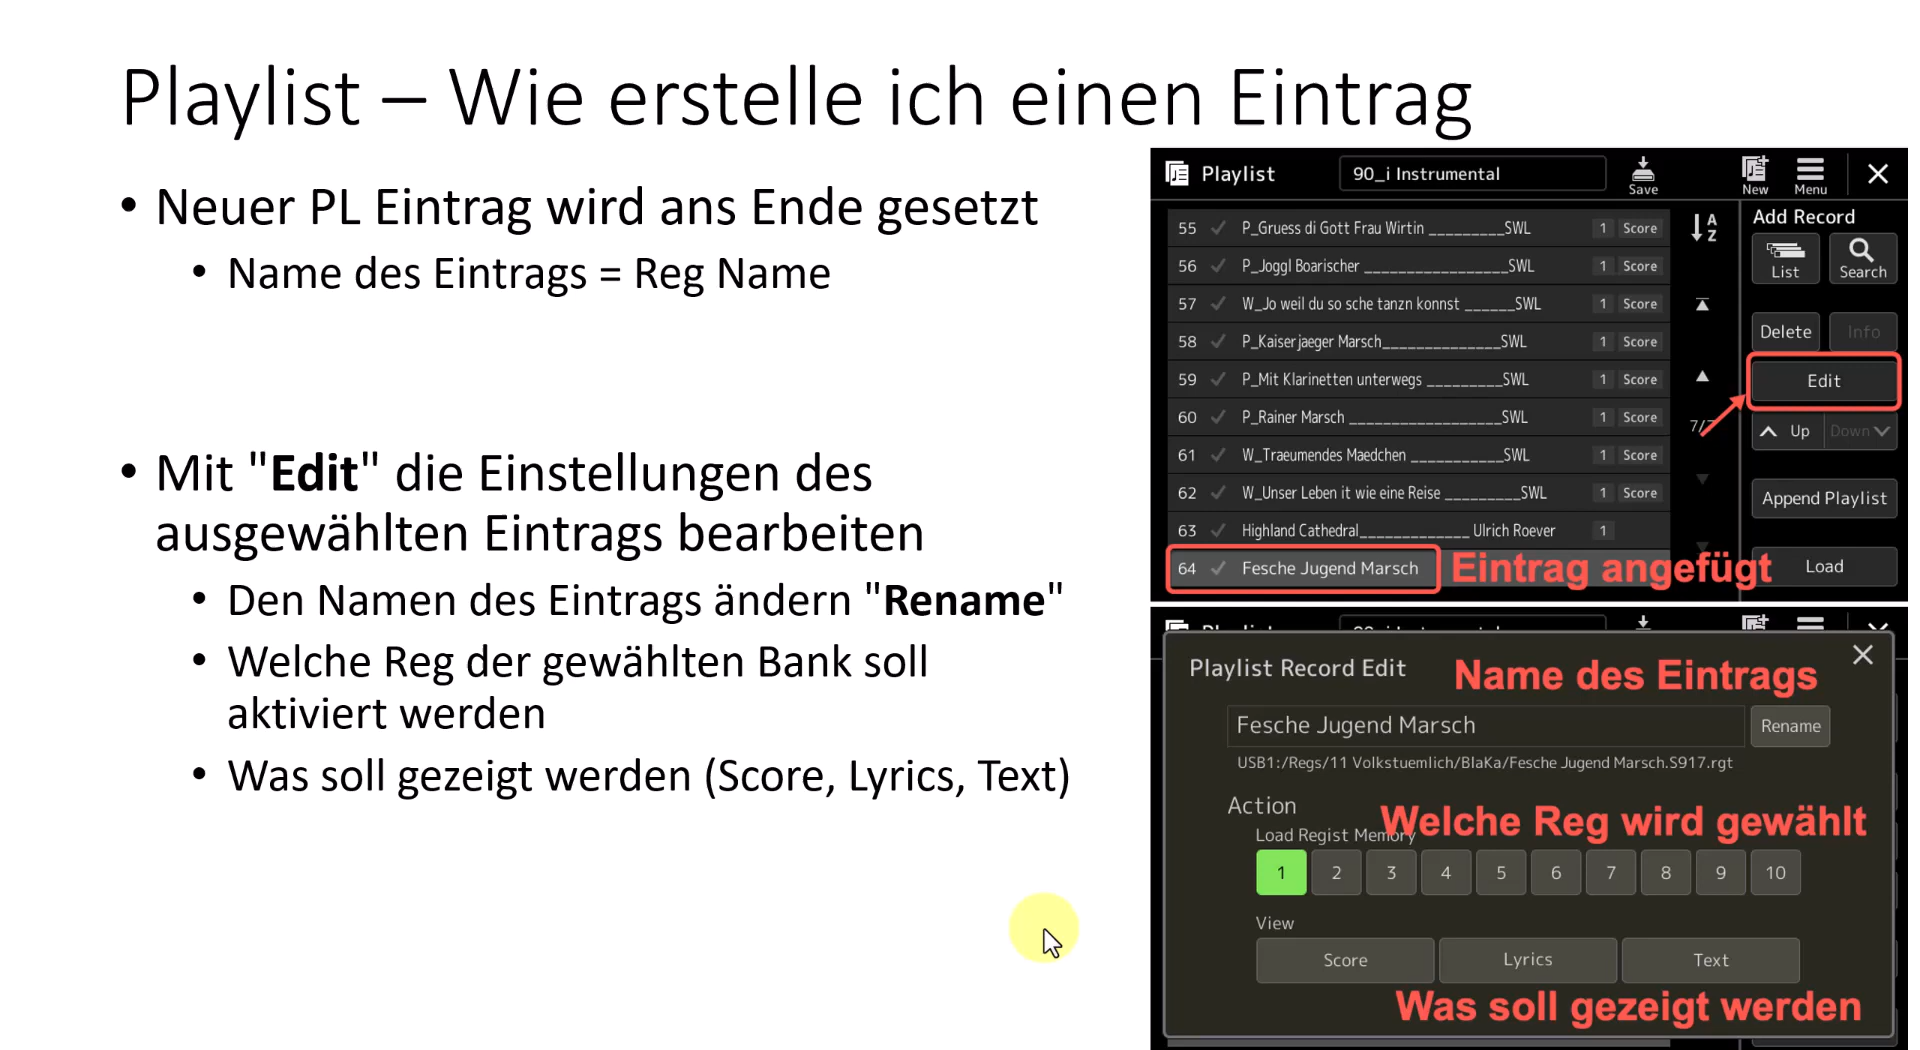 Playlist – Wie erstelle ich einen Eintrag
• Neuer PL Eintrag wird ans Ende gesetzt
• Name des Eintrags = Reg Name
• Mit "Edit" die Einstellungen des
ausgewählten Eintrags bearbeiten
• Den Namen des Eintrags ändern "Rename"
• Welche Reg der gewählten Bank soll
aktiviert werden
• Was soll gezeigt werden (Score, Lyrics, Text)
Playlist 90_i Instrumental Save New Menu
Add Record
List Search
Delete Info
Edit
Up Down
Append Playlist
Load
55 P_Gruess di Gott Frau Wirtin _________SWL 1 Score
56 P_Joggl Boarischer _________________SWL 1 Score
57 W_Jo weil du so sche tanzn konnst ______SWL 1 Score
58 P_Kaiserjaeger Marsch______________SWL 1 Score
59 P_Mit Klarinetten unterwegs _________SWL 1 Score
60 P_Rainer Marsch __________________SWL 1 Score
61 W_Traeumendes Maedchen ___________SWL 1 Score
62 W_Unser Leben it wie eine Reise _________SWL 1 Score
63 Highland Cathedral_____________ Ulrich Roever 1
64 Fesche Jugend Marsch Eintrag angefügt
A
Z
Playlist Record Edit Name des Eintrags
Fesche Jugend Marsch Rename
USB1:/Regs/11 Volkstuemlich/BlaKa/Fesche Jugend Marsch.S917.rgt
Action
Welche Reg wird gewählt
Load Regist Memory
1 2 3 4 5 6 7 8 9 10
View
Score Lyrics Text
Was soll gezeigt werden